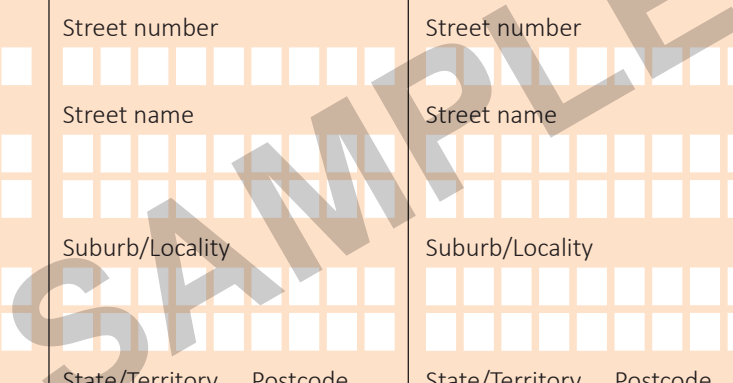 Street number Street number
Street name Street name
Suburb/Locality Suburb/Locality
State/Territory Postcode State/Territory Postcode
SAMPLE